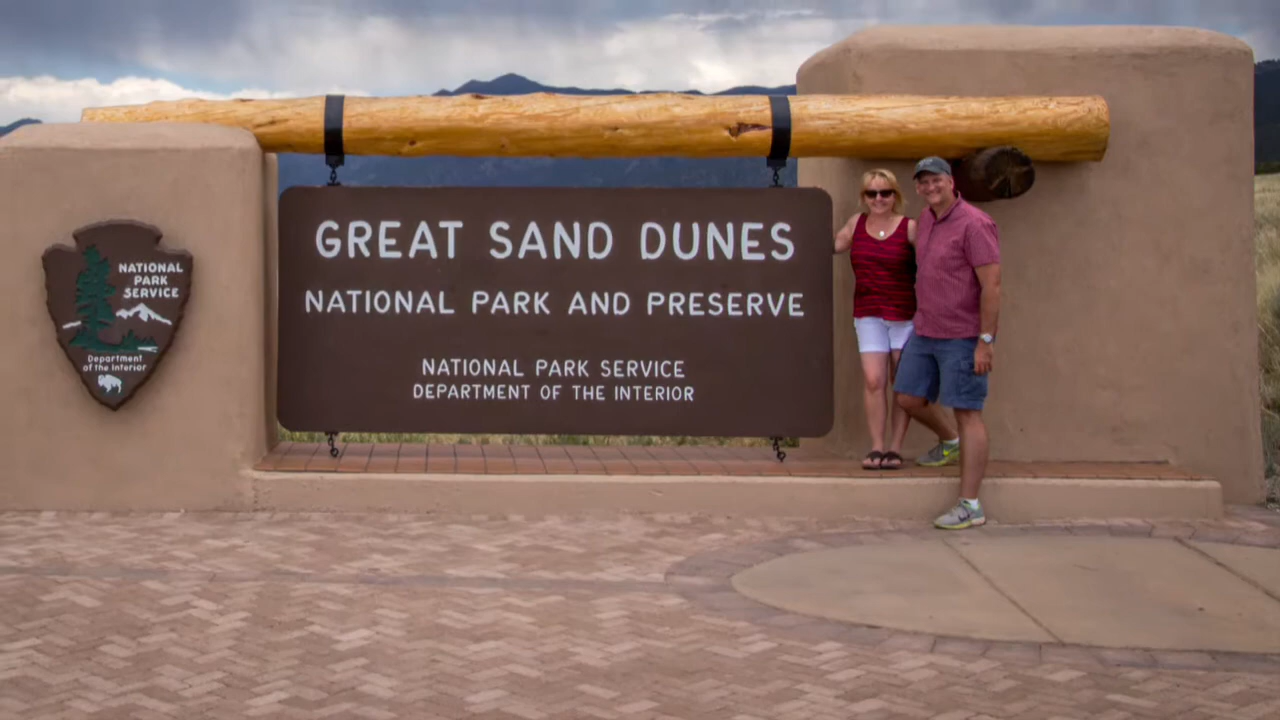 NATIONAL
PARK
SERVICE
Department
of the Interior
GREAT SAND DUNES
NATIONAL PARK AND PRESERVE
NATIONAL PARK SERVICE
DEPARTMENT OF THE INTERIOR